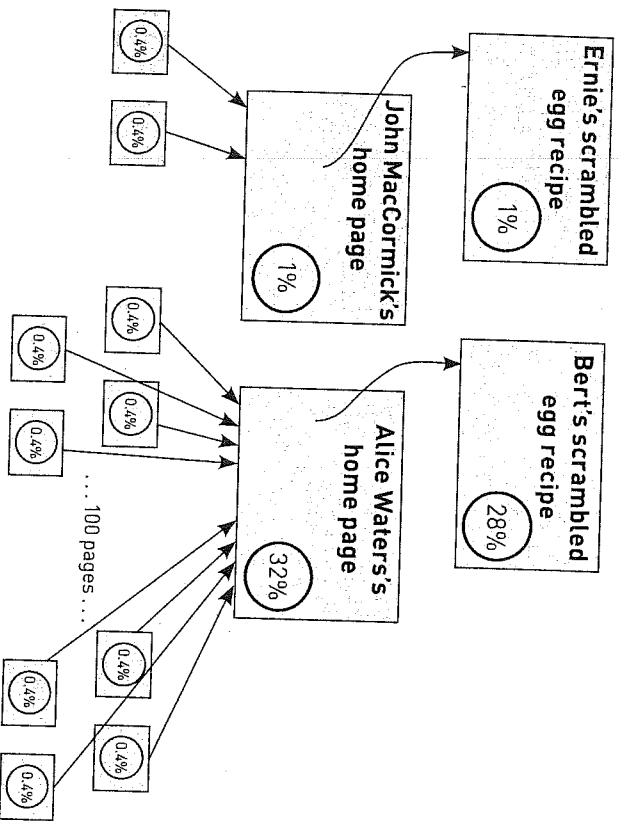 Ernie's scrambled
egg recipe
1%
Bert's scrambled
egg recipe
28%
John MacCormick's
home page
1%
Alice Waters's
home page
32%
0.4%
0.4%
0.4%
0.4%
0.4%
0.4%
... 100 pages ...
0.4%
0.4%
0.4%
0.4%